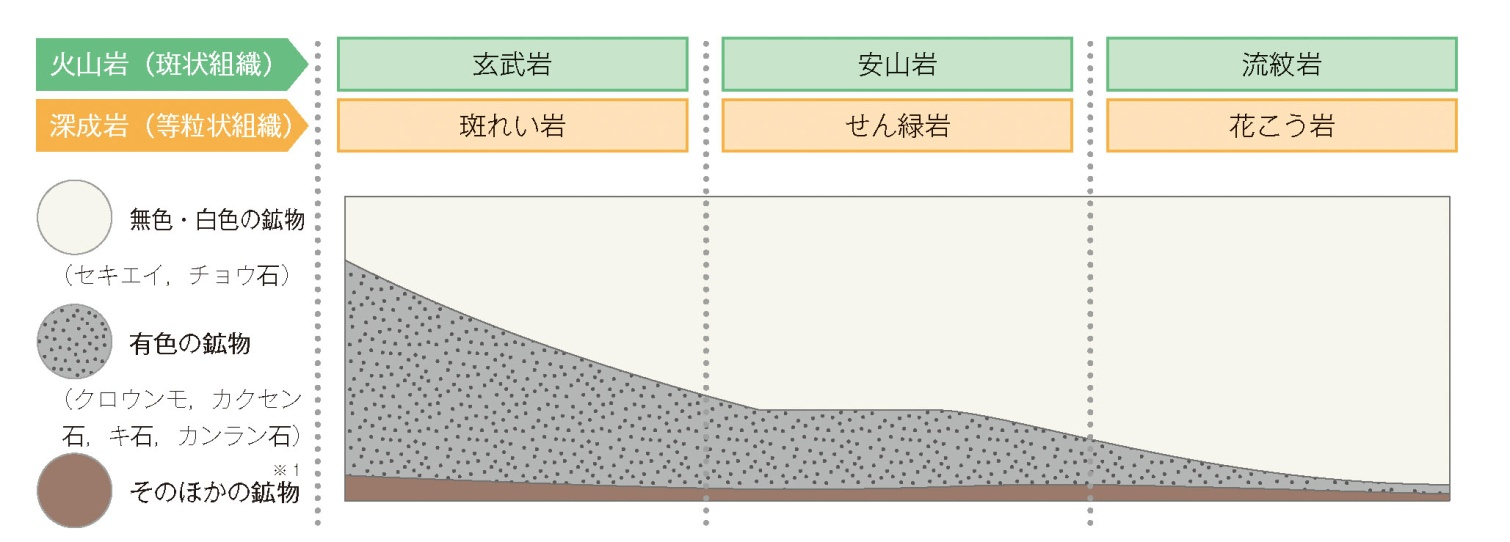 火山岩（斑状組織） 玄武岩 安山岩 流紋岩
深成岩（等粒状組織） 斑れい岩 せん緑岩 花こう岩
無色・白色の鉱物
（セキエイ，チョウ石）
有色の鉱物
（クロウンモ，カクセン
石，キ石，カンラン石）
※1
そのほかの鉱物